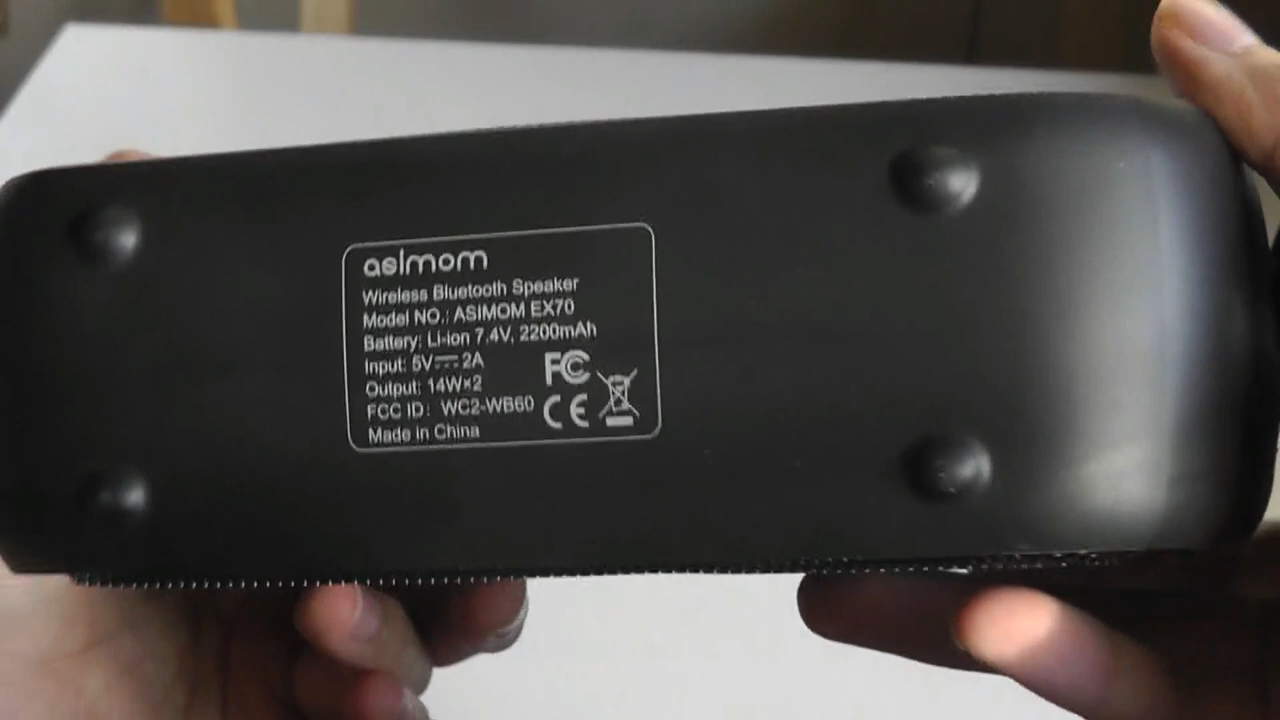 asimom
Wireless Bluetooth Speaker
Model NO.: ASIMOM EX70
Battery: Li-ion 7.4V, 2200mAh
Input: 5V⎓2A
Output: 14W×2
FCC ID: WC2-WB60
Made in China
FC
CE